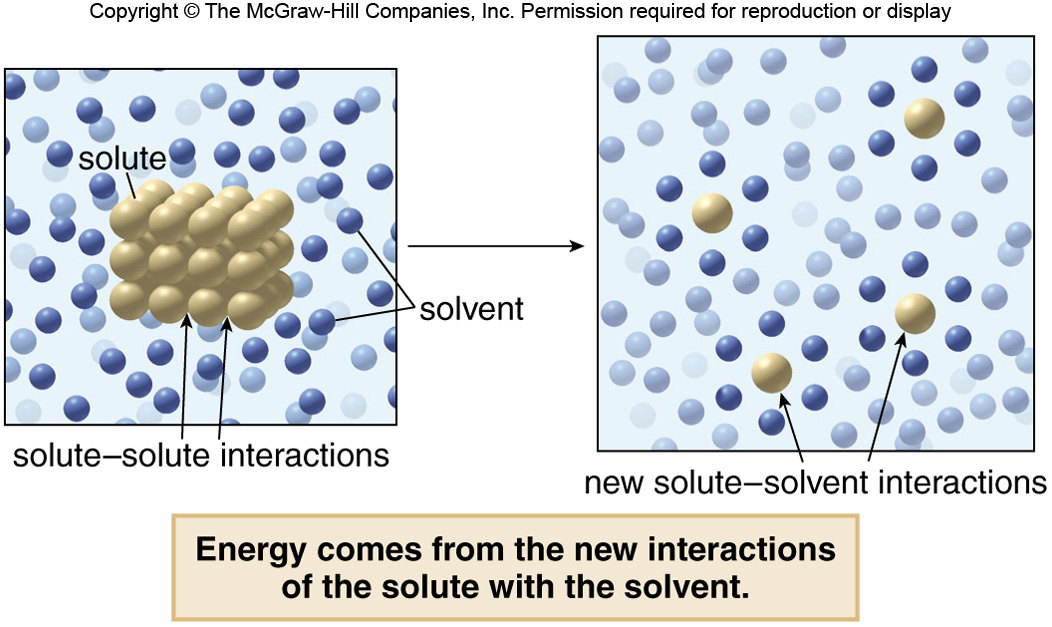 Copyright © The McGraw-Hill Companies, Inc. Permission required for reproduction or display
solute
solvent
solute–solute interactions
new solute–solvent interactions
Energy comes from the new interactions
of the solute with the solvent.